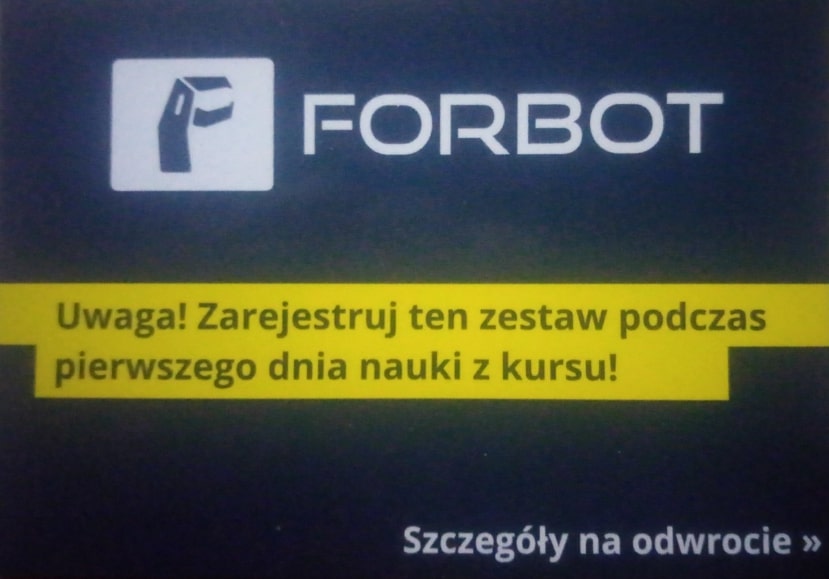 FORBOT
Uwaga! Zarejestruj ten zestaw podczas
pierwszego dnia nauki z kursu!
Szczegóły na odwrocie »